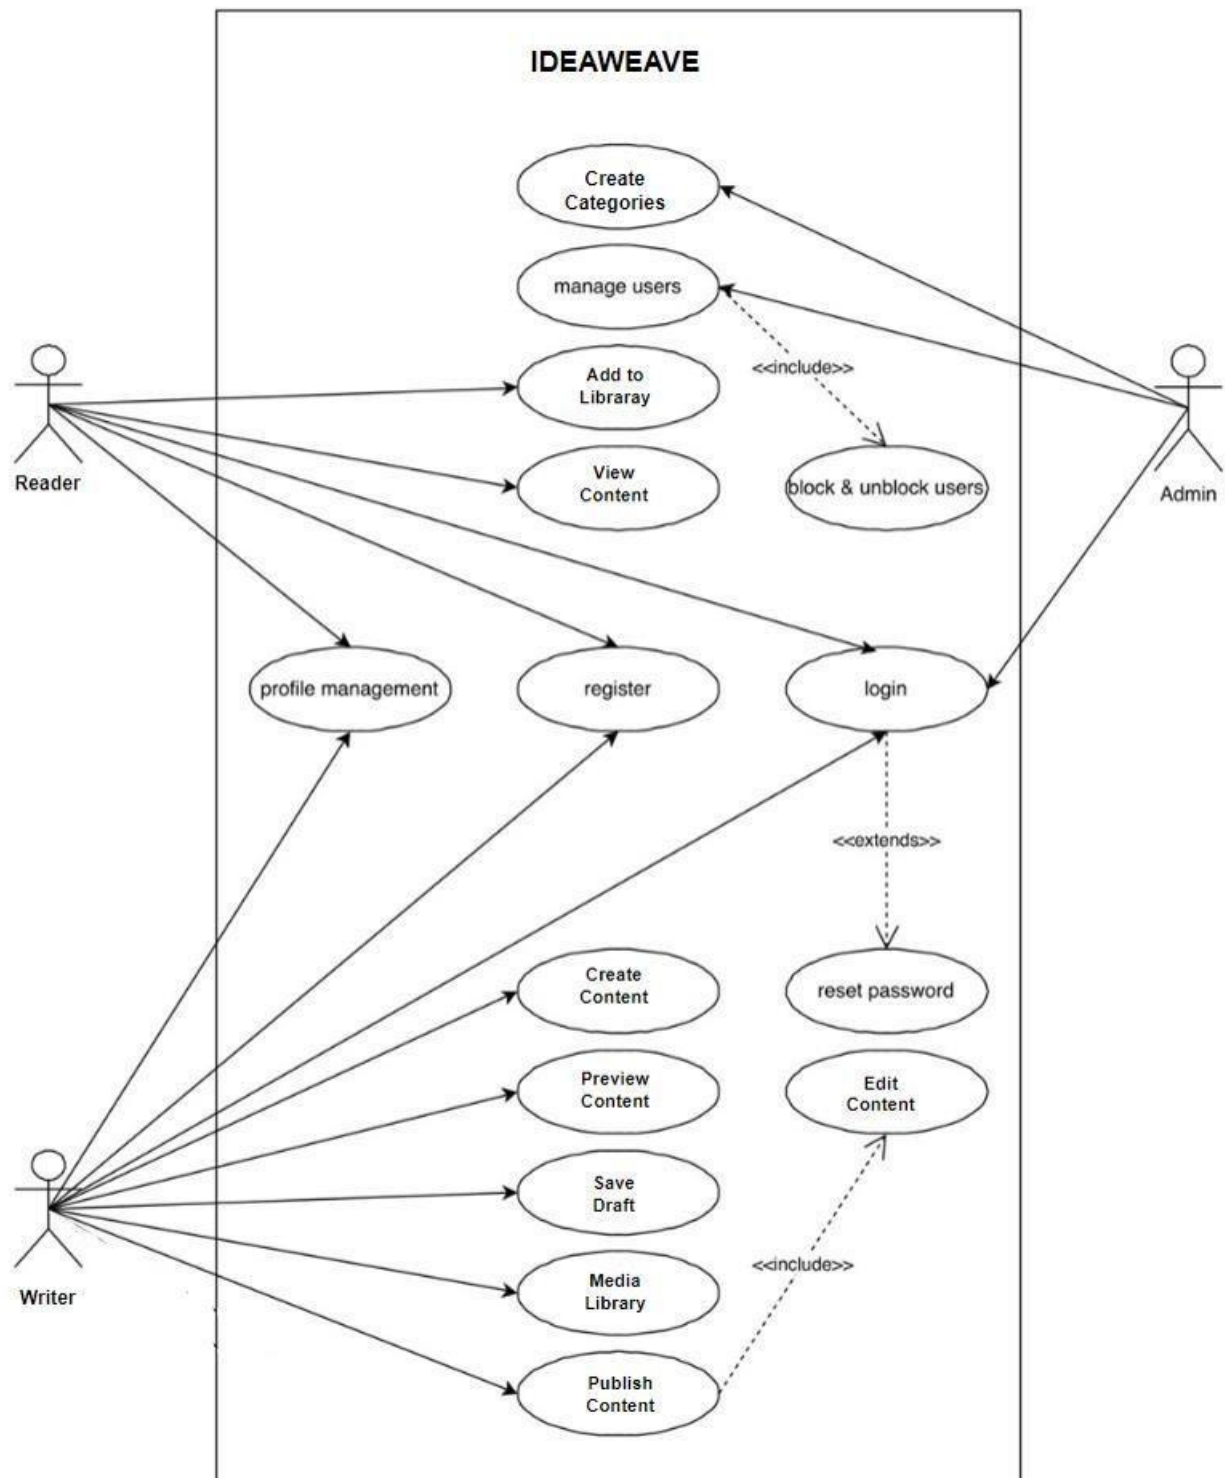 IDEAWEAVE
Create
Categories
manage users
<<include>>
Add to
Libraray
View
Content
block & unblock users
Reader
Admin
profile management
register
login
<<extends>>
Create
Content
reset password
Preview
Content
Edit
Content
Save
Draft
<<include>>
Media
Library
Writer
Publish
Content